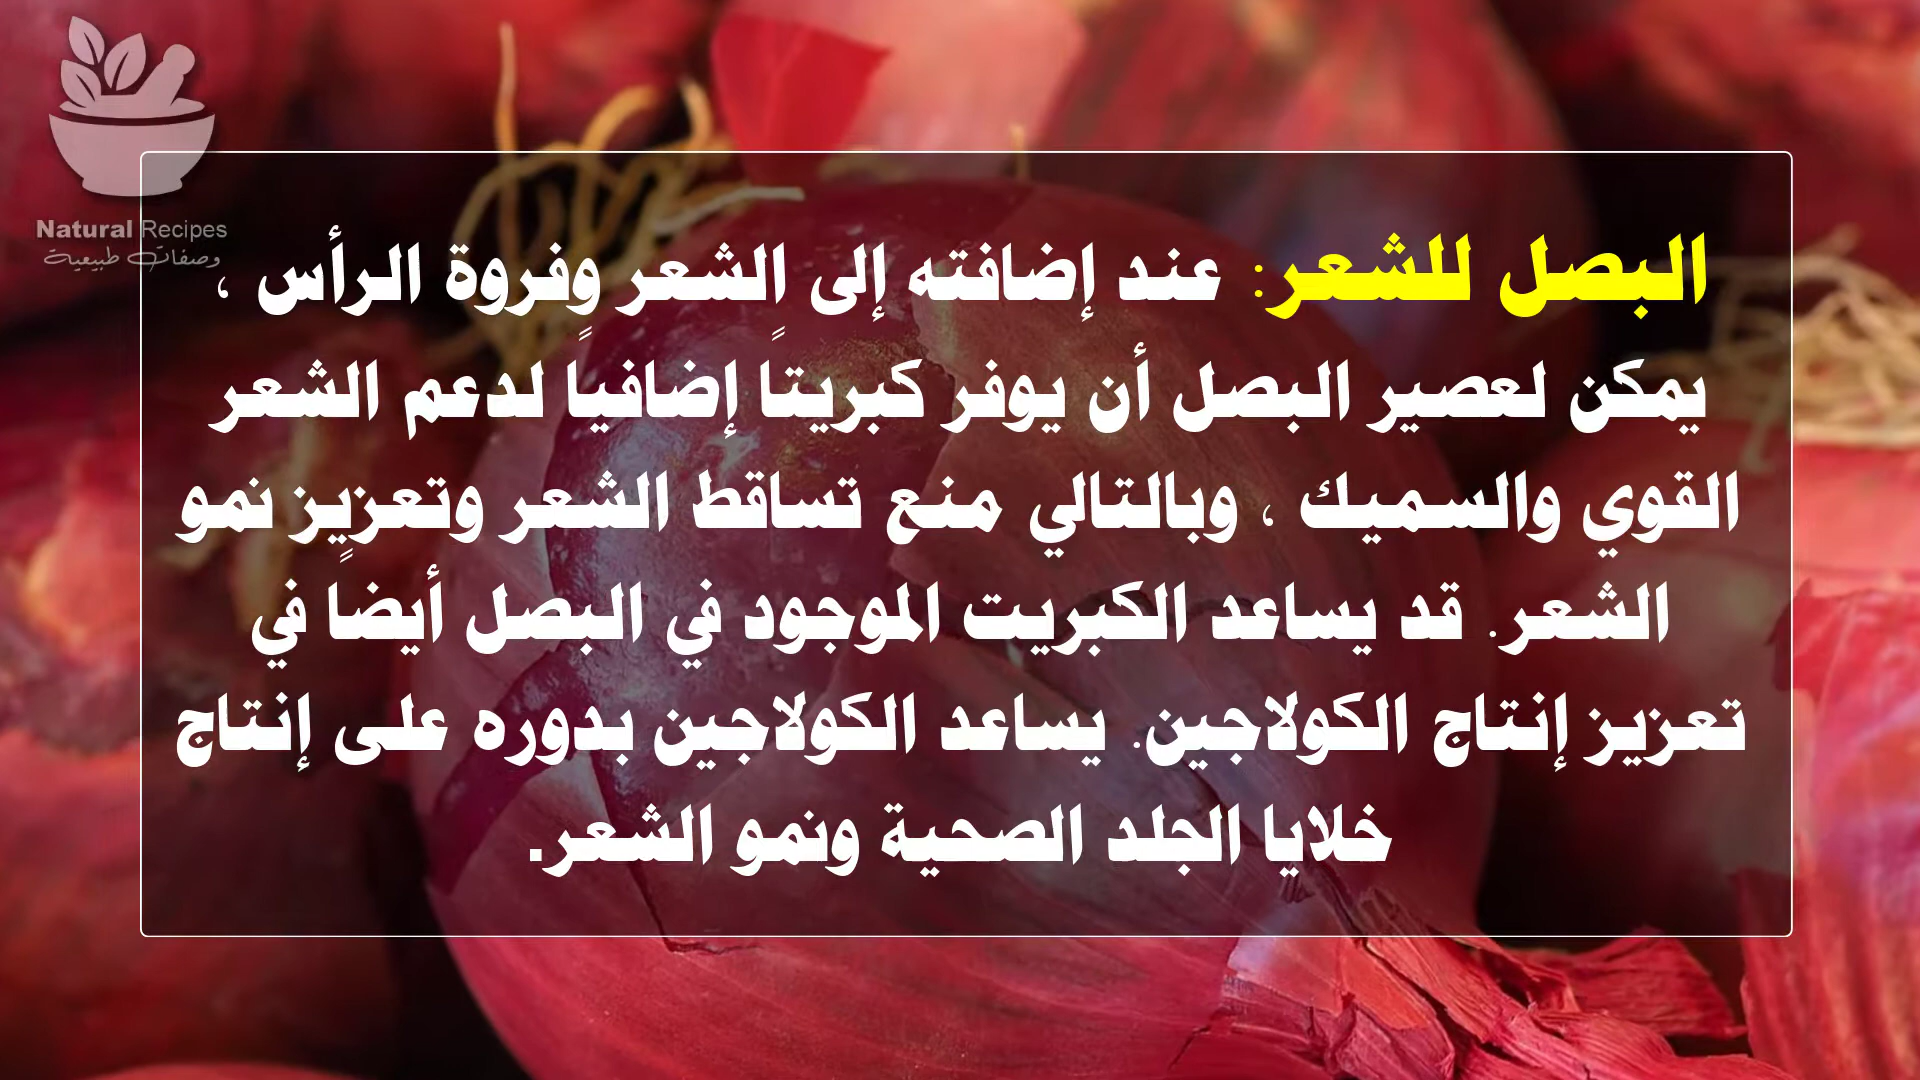 Natural Recipes
وصفات طبيعية
البصل للشعر: عند إضافته إلى الشعر وفروة الرأس ،
يمكن لعصير البصل أن يوفر كبريتاً إضافياً لدعم الشعر
القوي والسميك ، وبالتالي منع تساقط الشعر وتعزيز نمو
الشعر. قد يساعد الكبريت الموجود في البصل أيضاً في
تعزيز إنتاج الكولاجين. يساعد الكولاجين بدوره على إنتاج
خلايا الجلد الصحية ونمو الشعر.